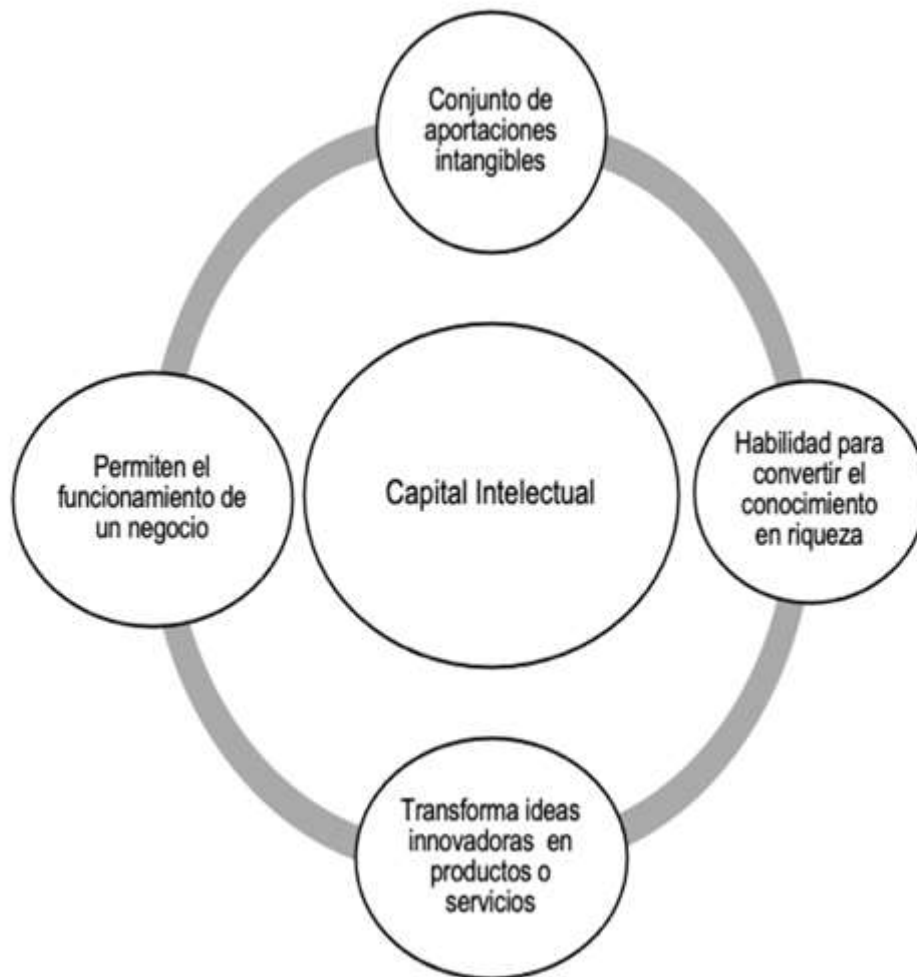 Conjunto de
aportaciones
intangibles
Habilidad para
convertir el
conocimiento
en riqueza
Capital Intelectual
Permiten el
funcionamiento de
un negocio
Transforma ideas
innovadoras en
productos o
servicios